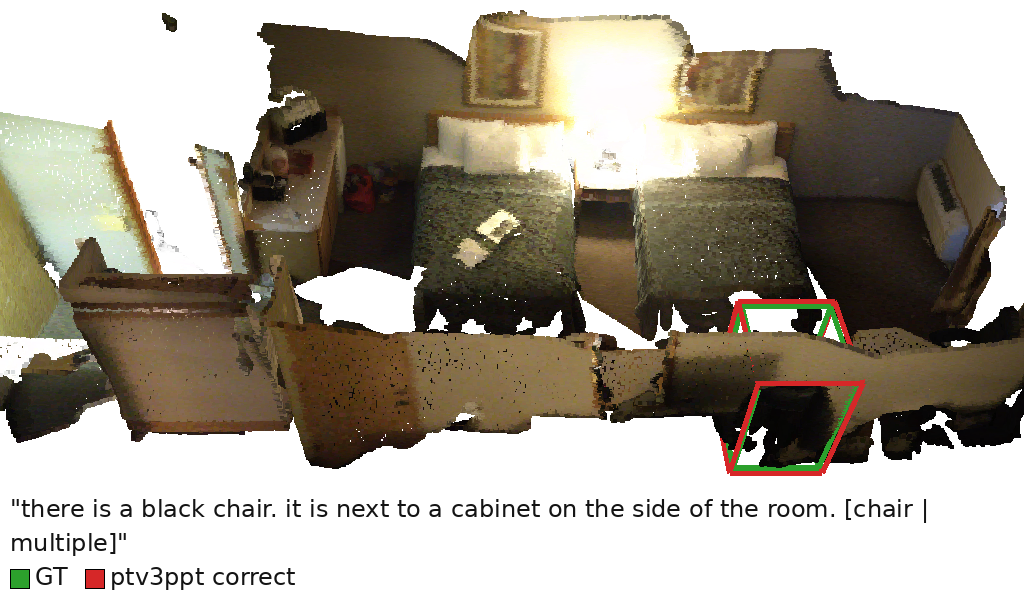 "there is a black chair. it is next to a cabinet on the side of the room. [chair |
multiple]"
GT ptv3ppt correct